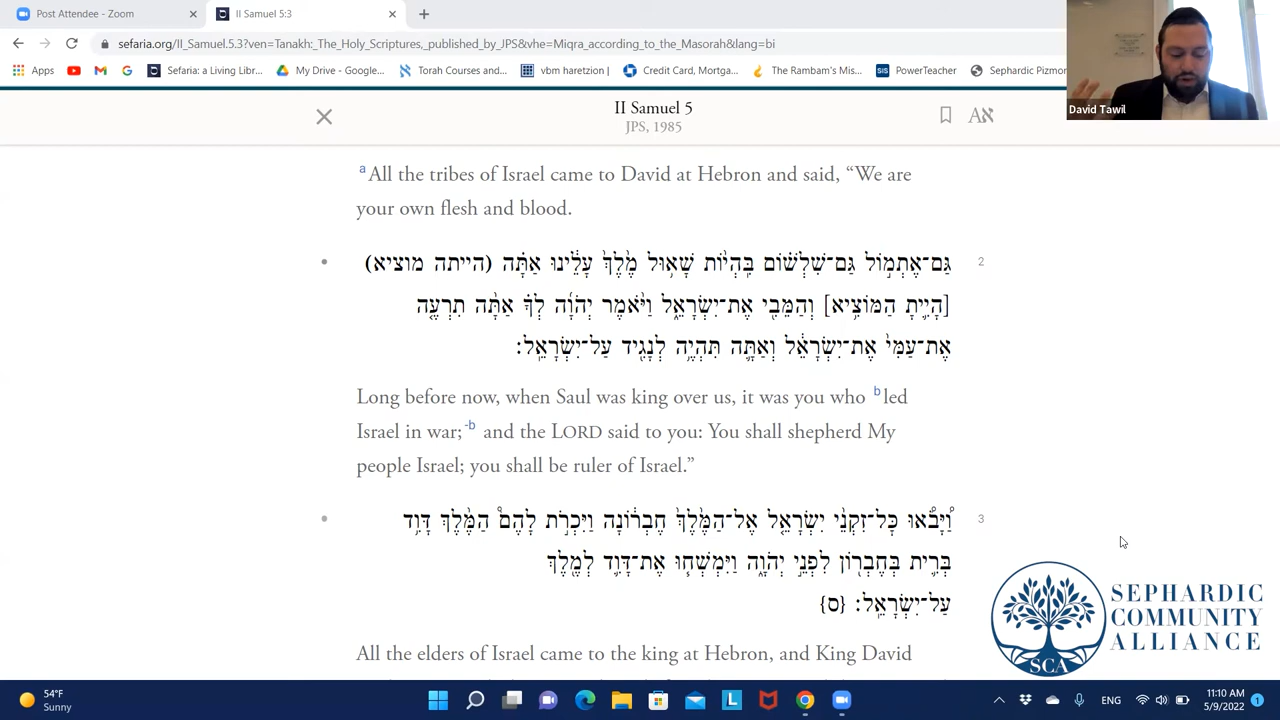 Post Attendee - Zoom
II Samuel 5:3
sefaria.org/II_Samuel.5.3?ven=Tanakh:_The_Holy_Scriptures,_published_by_JPS&vhe=Miqra_according_to_the_Masorah&lang=bi
Apps
Sefaria: a Living Libr...
My Drive - Google...
Torah Courses and...
vbm haretzion |
Credit Card, Mortga...
The Rambam's Mis...
SIS
PowerTeacher
Sephardic Pizmon
David Tawil
II Samuel 5
JPS, 1985
Aא
a All the tribes of Israel came to David at Hebron and said, “We are
your own flesh and blood.
2
גַּם־אֶתְמ֣וֹל גַּם־שִׁלְשׁ֗וֹם בִּהְי֨וֹת שָׁא֥וּל מֶ֙לֶךְ֙ עָלֵ֔ינוּ אַתָּ֗ה (הייתה מוציא)
[הָיִ֛יתָ הַמּוֹצִ֥יא] וְהַמֵּבִ֖י אֶת־יִשְׂרָאֵ֑ל וַיֹּ֨אמֶר יְהֹוָ֜ה לְךָ֗ אַתָּ֨ה תִרְעֶ֤ה
אֶת־עַמִּי֙ אֶת־יִשְׂרָאֵ֔ל וְאַתָּ֛ה תִּהְיֶ֥ה לְנָגִ֖יד עַל־יִשְׂרָאֵֽל׃
Long before now, when Saul was king over us, it was you who b led
Israel in war; -b and the LORD said to you: You shall shepherd My
people Israel; you shall be ruler of Israel.”
3
וַ֠יָּבֹ֠אוּ כׇּל־זִקְנֵ֨י יִשְׂרָאֵ֤ל אֶל־הַמֶּ֙לֶךְ֙ חֶבְר֔וֹנָה וַיִּכְרֹ֣ת לָהֶם֩ הַמֶּ֨לֶךְ דָּוִ֥ד
בְּרִ֛ית בְּחֶבְר֖וֹן לִפְנֵ֣י יְהֹוָ֑ה וַיִּמְשְׁח֧וּ אֶת־דָּוִ֛ד לְמֶ֖לֶךְ
עַל־יִשְׂרָאֵֽל׃ {ס}
All the elders of Israel came to the king at Hebron, and King David
SEPHARDIC
COMMUNITY
ALLIANCE
SCA
54°F
Sunny
L
ENG
11:10 AM
5/9/2022
1